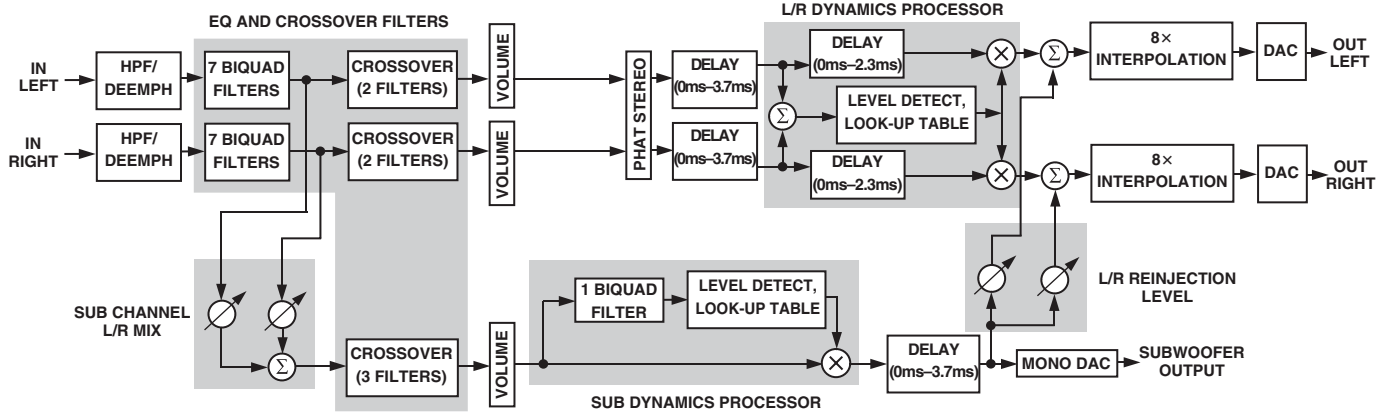 EQ AND CROSSOVER FILTERS
L/R DYNAMICS PROCESSOR
IN
LEFT
HPF/
DEEMPH
7 BIQUAD
FILTERS
CROSSOVER
(2 FILTERS)
VOLUME
PHAT STEREO
DELAY
(0ms–3.7ms)
DELAY
(0ms–2.3ms)
Σ
LEVEL DETECT,
LOOK-UP TABLE
×
Σ
8×
INTERPOLATION
DAC
OUT
LEFT
IN
RIGHT
HPF/
DEEMPH
7 BIQUAD
FILTERS
CROSSOVER
(2 FILTERS)
VOLUME
DELAY
(0ms–3.7ms)
DELAY
(0ms–2.3ms)
×
Σ
8×
INTERPOLATION
DAC
OUT
RIGHT
SUB CHANNEL
L/R MIX
Σ
CROSSOVER
(3 FILTERS)
VOLUME
1 BIQUAD
FILTER
LEVEL DETECT,
LOOK-UP TABLE
×
SUB DYNAMICS PROCESSOR
DELAY
(0ms–3.7ms)
L/R REINJECTION
LEVEL
MONO DAC
SUBWOOFER
OUTPUT